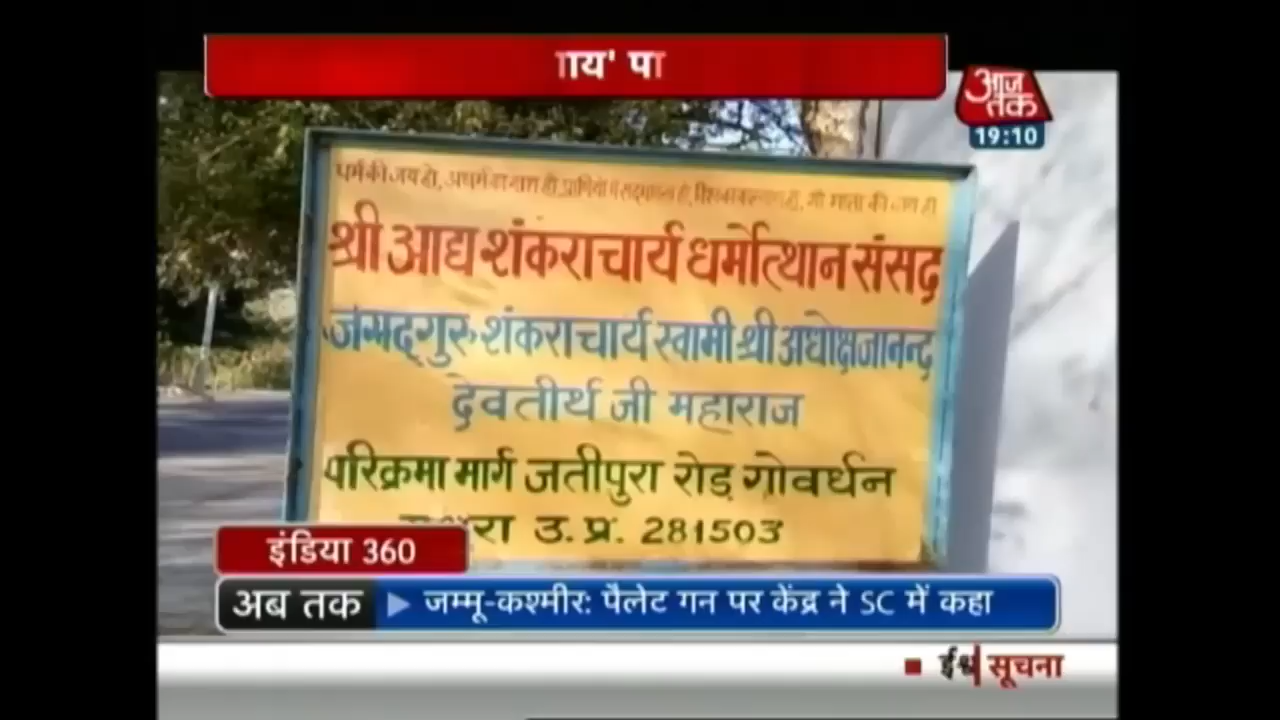 ाय' पा
आज तक
19:10
धर्म की जय हो, अधर्म का नाश हो, प्राणियों में सद्भावना हो, विश्व का कल्याण हो, गौ माता की जय हो
श्री आद्य शंकराचार्य धर्मोत्थान संसद
जगद्गुरु शंकराचार्य स्वामी श्री अधोक्षजानन्द
देवतीर्थ जी महाराज
परिक्रमा मार्ग जतीपुरा रोड़ गोवर्धन
उ. प्र. 281503
इंडिया 360
अब तक
जम्मू-कश्मीर: पैलेट गन पर केंद्र ने SC में कहा
सूचना